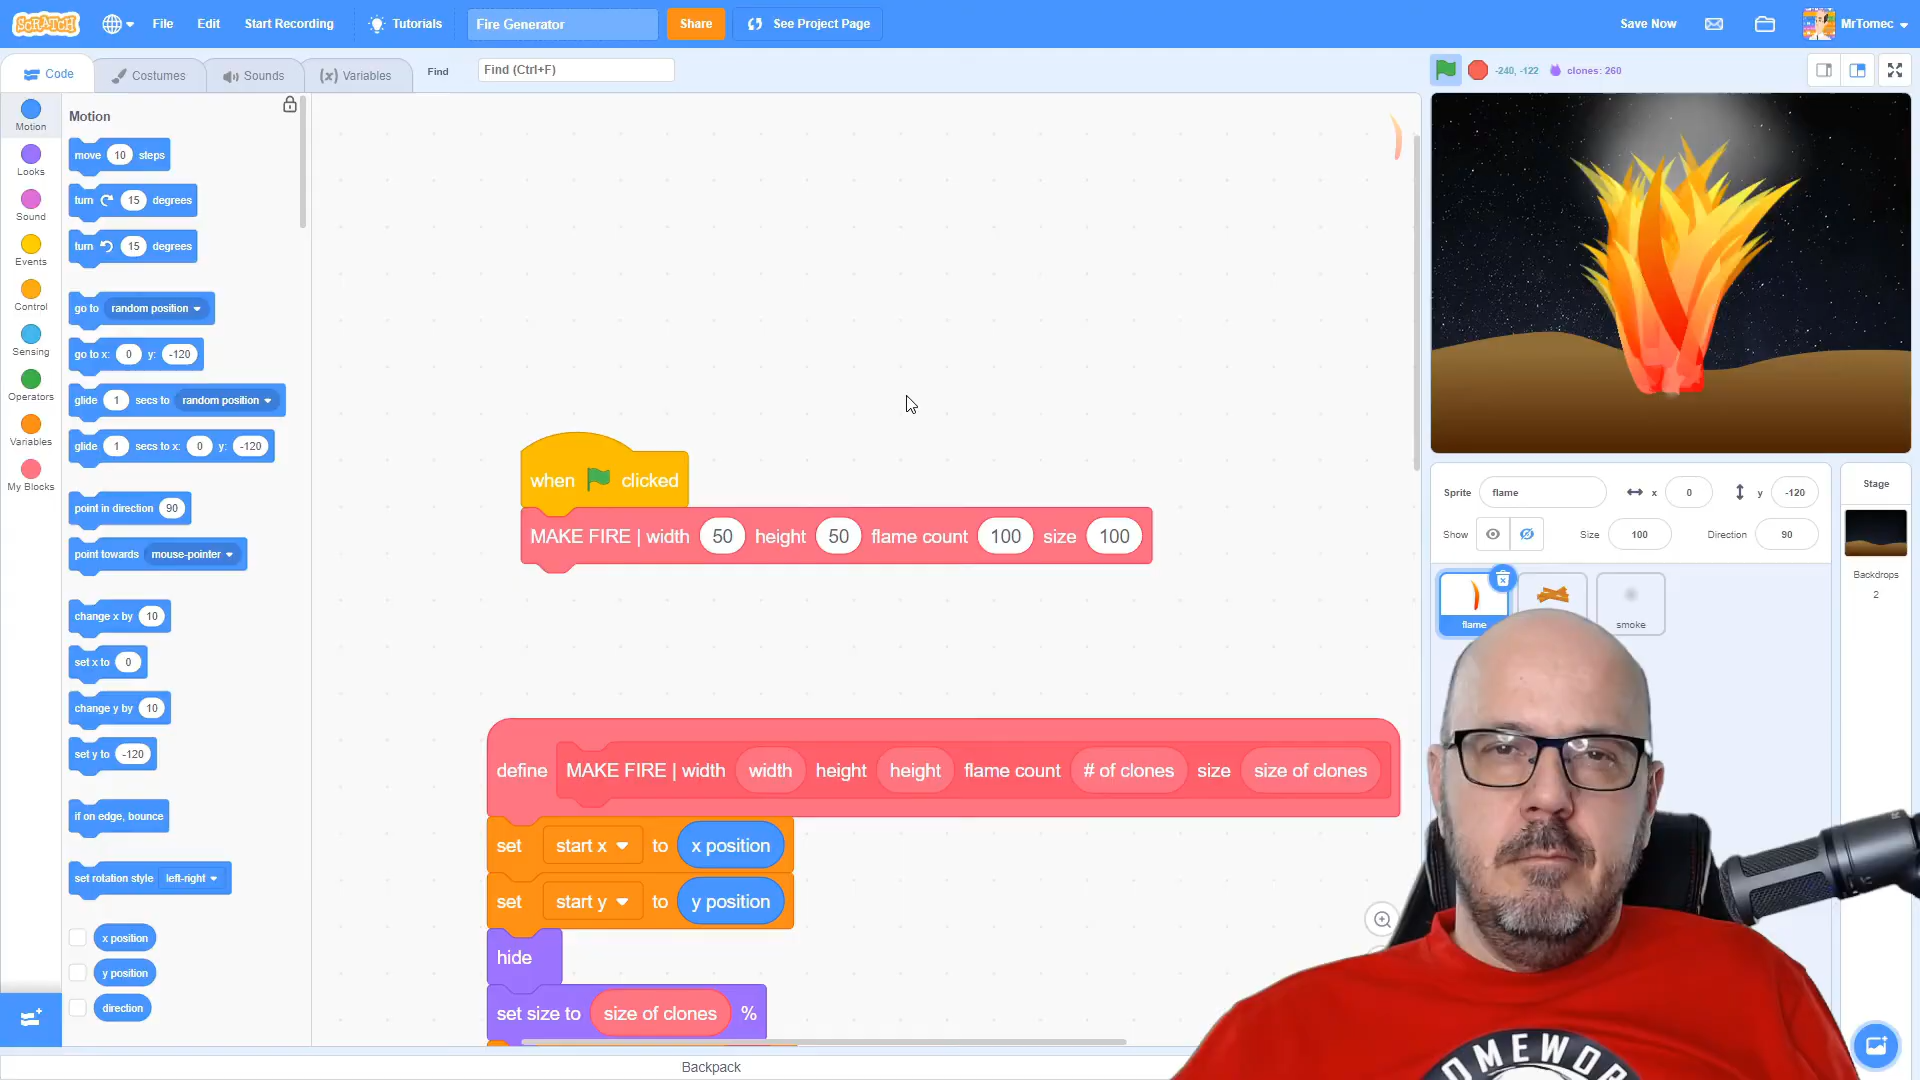 SCRATCH
File
Edit
Start Recording
Tutorials
Fire Generator
Share
See Project Page
Save Now
MrTomec
Code
Costumes
Sounds
(x) Variables
Find
Find (Ctrl+F)
-240, -122
clones: 260
Motion
Looks
Sound
Events
Control
Sensing
Operators
Variables
My Blocks
Motion
move 10 steps
turn 15 degrees
turn 15 degrees
go to random position
go to x: 0 y: -120
glide 1 secs to random position
glide 1 secs to x: 0 y: -120
point in direction 90
point towards mouse-pointer
change x by 10
set x to 0
change y by 10
set y to -120
if on edge, bounce
set rotation style left-right
x position
y position
direction
when clicked
MAKE FIRE | width 50 height 50 flame count 100 size 100
define MAKE FIRE | width width height height flame count # of clones size size of clones
set start x to x position
set start y to y position
hide
set size to size of clones %
Backpack
Sprite flame x 0 y -120
Show Size 100 Direction 90
flame
smoke
Stage
Backdrops
2